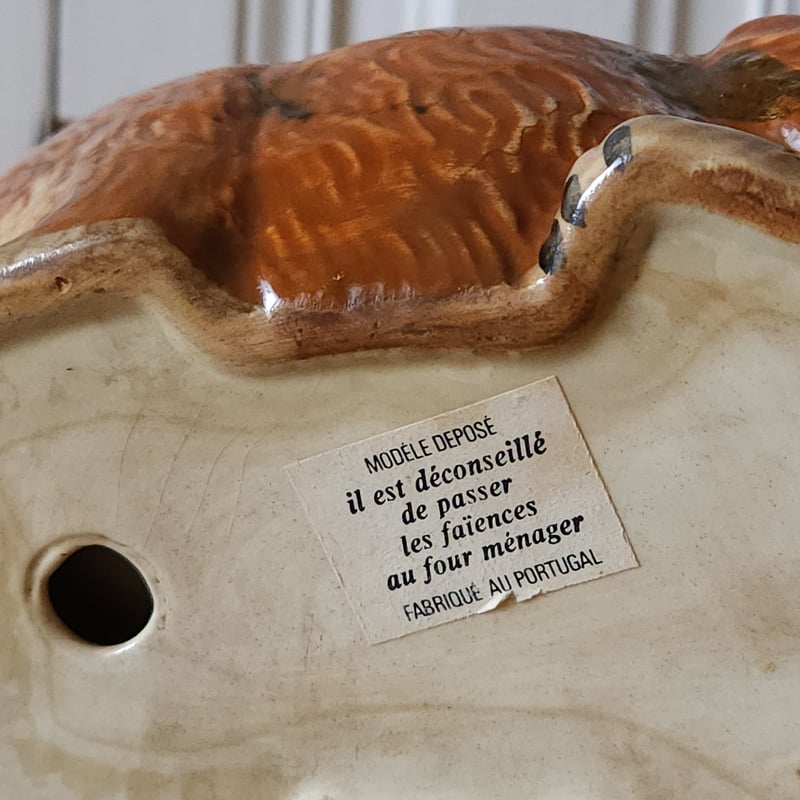 MODÈLE DEPOSÉ
il est déconseillé
de passer
les faïences
au four ménager
FABRIQUÉ AU PORTUGAL